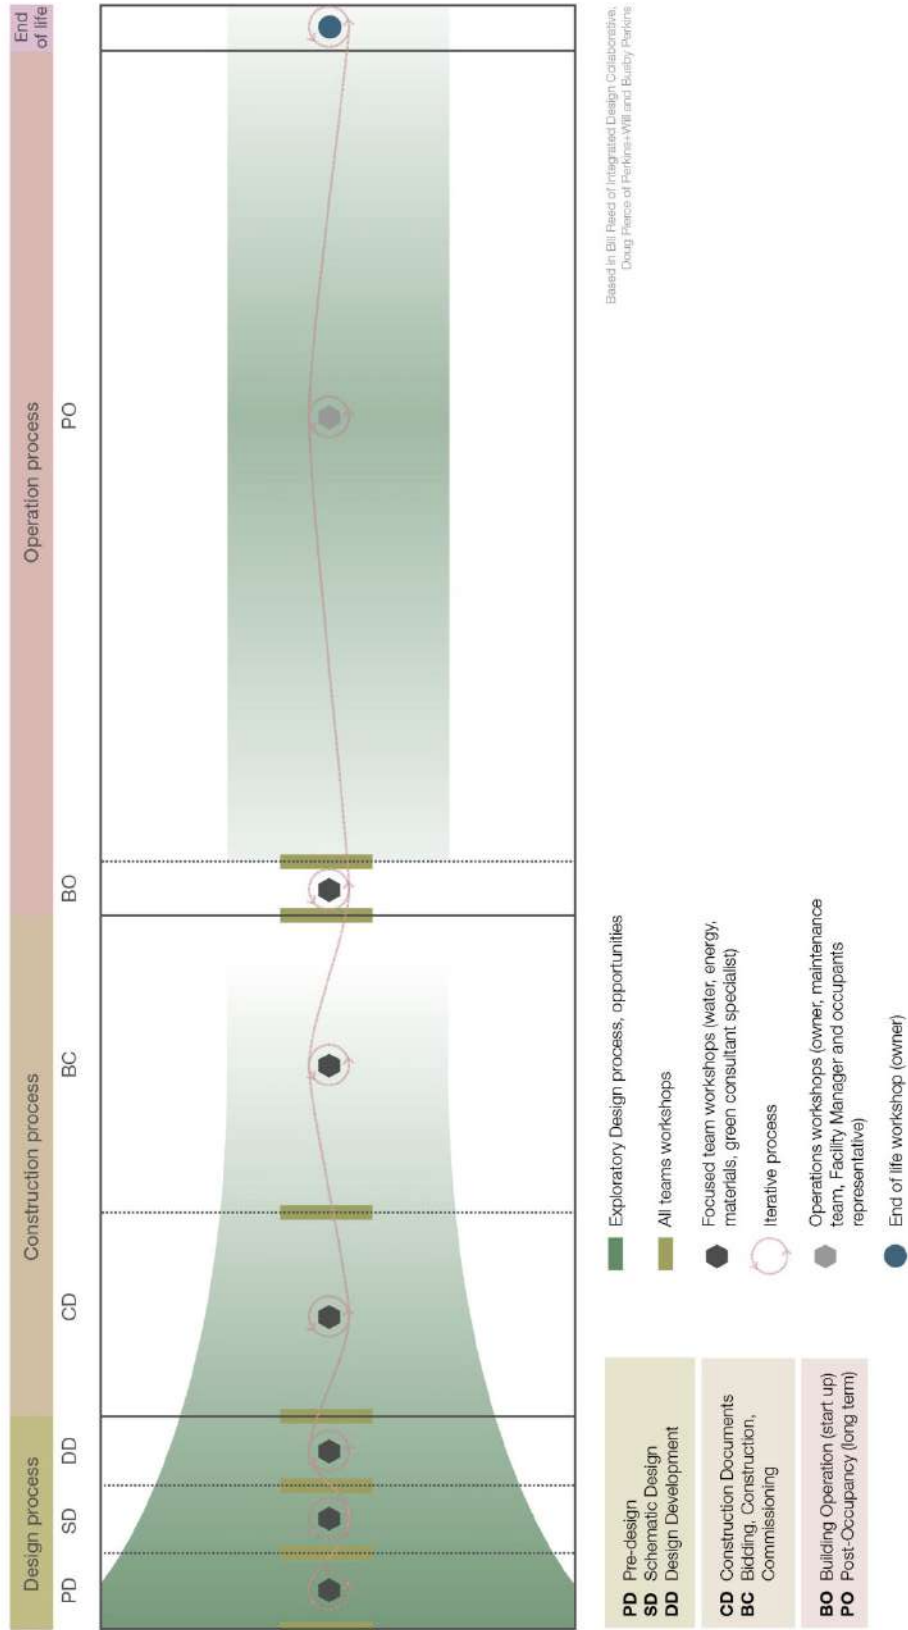 Design process
Construction process
Operation process
End
of life
PD
SD
DD
CD
BC
BO
PO
PD Pre-design
SD Schematic Design
DD Design Development
CD Construction Documents
BC Bidding, Construction,
Commissioning
BO Building Operation (start up)
PO Post-Occupancy (long term)
Exploratory Design process, opportunities
All teams workshops
Focused team workshops (water, energy,
materials, green consultant specialist)
Iterative process
Operations workshops (owner, maintenance
team, Facility Manager and occupants
representative)
End of life workshop (owner)
Based in Bill Reed of Integrated Design Collaborative,
Doug Pierce of Perkins+Will and Busby Perkins